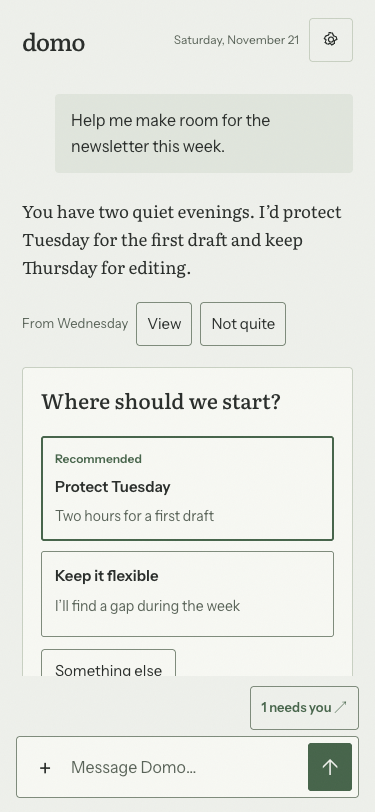 domo
Saturday, November 21
Help me make room for the
newsletter this week.
You have two quiet evenings. I’d protect
Tuesday for the first draft and keep
Thursday for editing.
From Wednesday
View
Not quite
Where should we start?
Recommended
Protect Tuesday
Two hours for a first draft
Keep it flexible
I’ll find a gap during the week
Something else
1 needs you ↗
+
Message Domo...